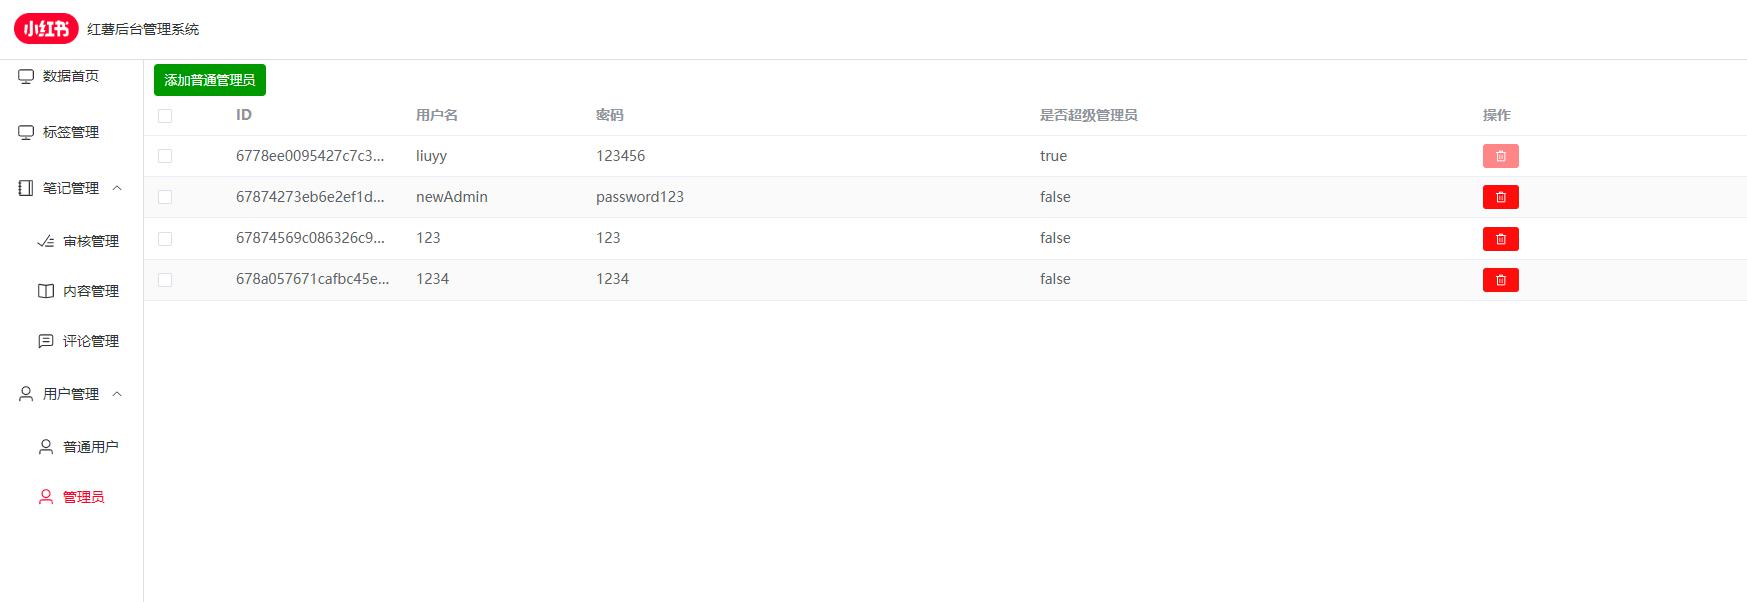 小红书 红薯后台管理系统
数据首页
标签管理
笔记管理
审核管理
内容管理
评论管理
用户管理
普通用户
管理员
添加普通管理员
ID 用户名 密码 是否超级管理员 操作
6778ee0095427c7c3... liuyy 123456 true
67874273eb6e2ef1d... newAdmin password123 false
67874569c086326c9... 123 123 false
678a057671cafbc45e... 1234 1234 false